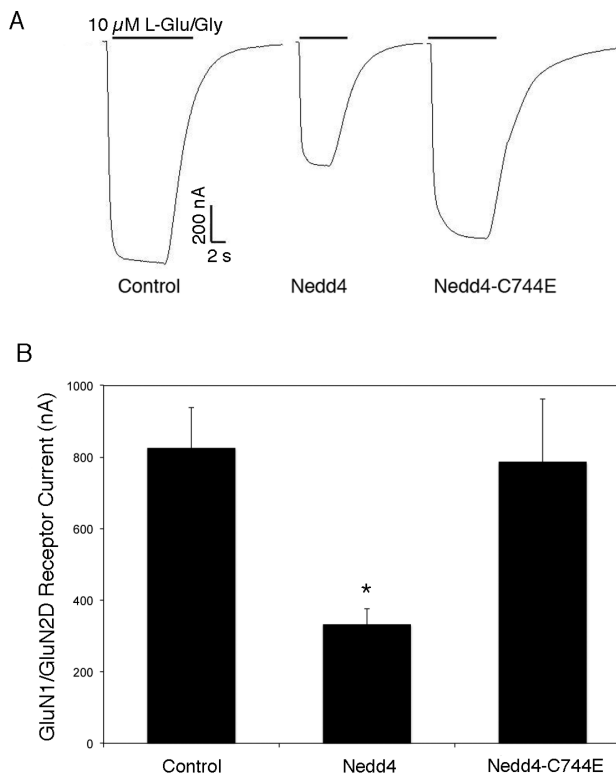 A
10 µM L-Glu/Gly
200 nA
2 s
Control
Nedd4
Nedd4-C744E
B
GluN1/GluN2D Receptor Current (nA)
1000
800
600
400
200
0
*
Control
Nedd4
Nedd4-C744E